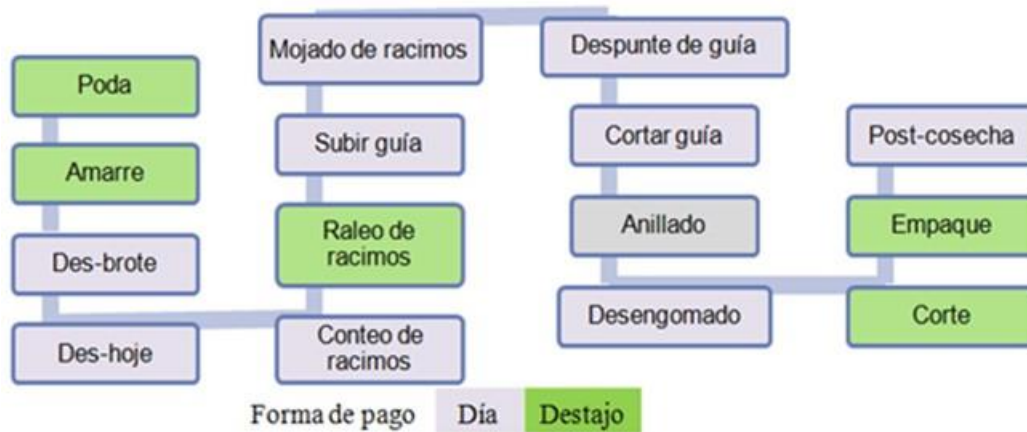 Poda
Amarre
Des-brote
Des-hoje
Conteo de
racimos
Raleo de
racimos
Subir guía
Mojado de racimos
Despunte de guía
Cortar guía
Anillado
Desengomado
Corte
Empaque
Post-cosecha
Forma de pago Día Destajo